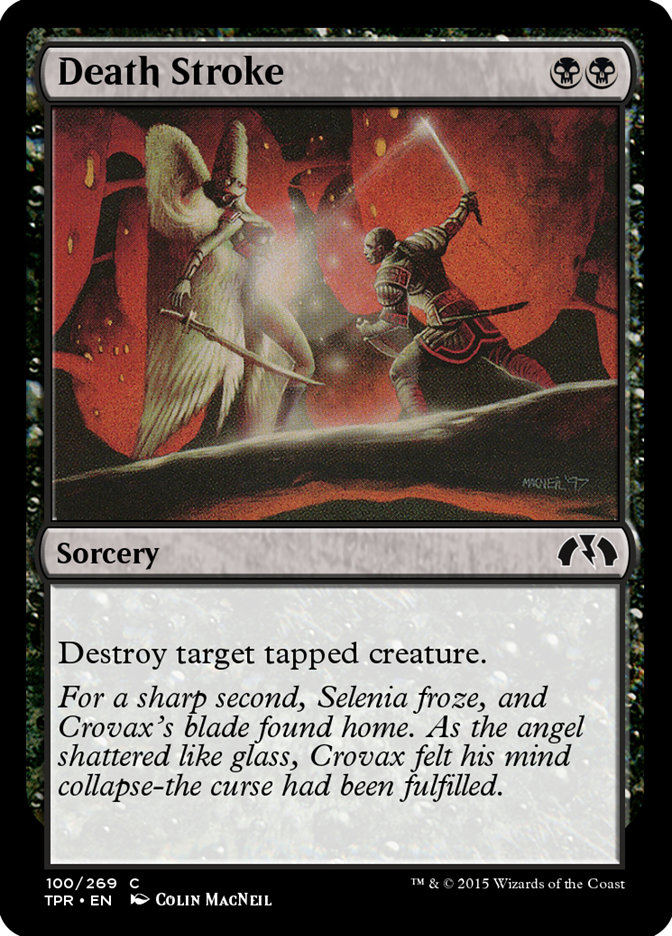 Death Stroke
MACNEIL '97
Sorcery
Destroy target tapped creature.
For a sharp second, Selenia froze, and
Crovax's blade found home. As the angel
shattered like glass, Crovax felt his mind
collapse-the curse had been fulfilled.
100/269 C
TPR • EN Colin MacNeil
™ & © 2015 Wizards of the Coast